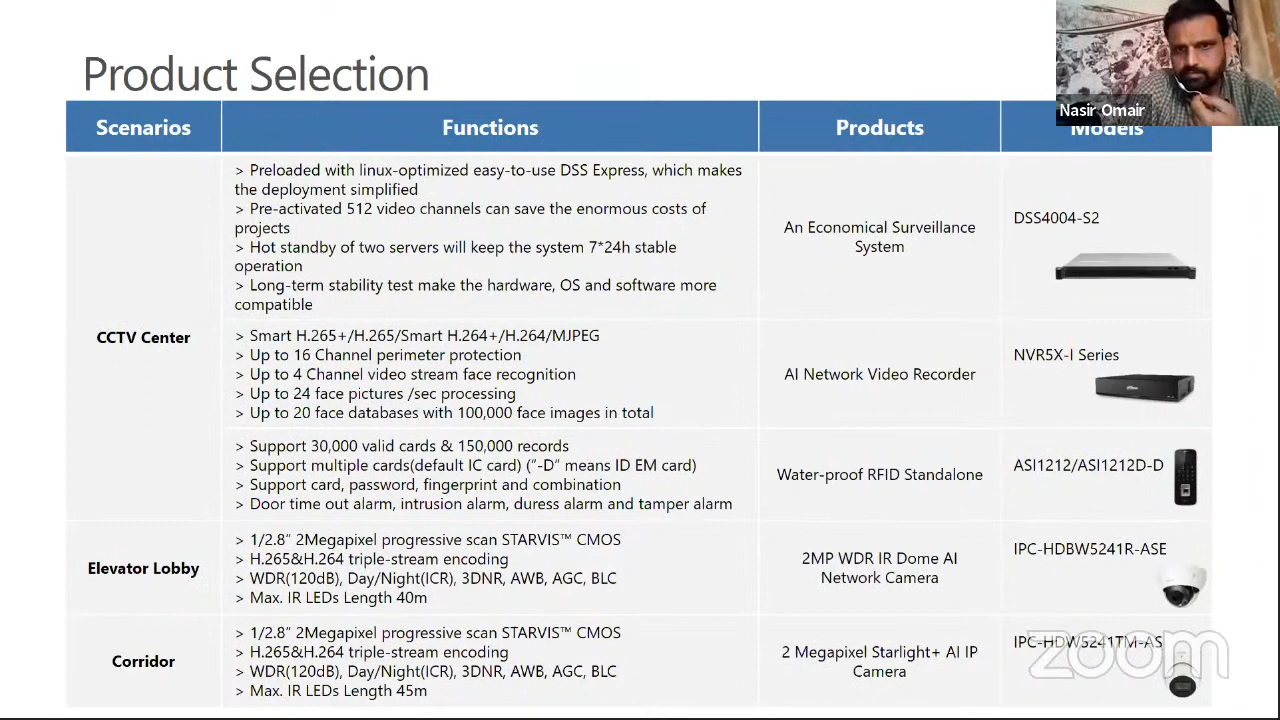 Product Selection
Nasir Omair
Scenarios
Functions
Products
Models
CCTV Center
> Preloaded with linux-optimized easy-to-use DSS Express, which makes
the deployment simplified
> Pre-activated 512 video channels can save the enormous costs of
projects
> Hot standby of two servers will keep the system 7*24h stable
operation
> Long-term stability test make the hardware, OS and software more
compatible
An Economical Surveillance
System
DSS4004-S2
> Smart H.265+/H.265/Smart H.264+/H.264/MJPEG
> Up to 16 Channel perimeter protection
> Up to 4 Channel video stream face recognition
> Up to 24 face pictures /sec processing
> Up to 20 face databases with 100,000 face images in total
AI Network Video Recorder
NVR5X-I Series
> Support 30,000 valid cards & 150,000 records
> Support multiple cards(default IC card) ("-D" means ID EM card)
> Support card, password, fingerprint and combination
> Door time out alarm, intrusion alarm, duress alarm and tamper alarm
Water-proof RFID Standalone
ASI1212/ASI1212D-D
Elevator Lobby
> 1/2.8" 2Megapixel progressive scan STARVIS™ CMOS
> H.265&H.264 triple-stream encoding
> WDR(120dB), Day/Night(ICR), 3DNR, AWB, AGC, BLC
> Max. IR LEDs Length 40m
2MP WDR IR Dome AI
Network Camera
IPC-HDBW5241R-ASE
Corridor
> 1/2.8" 2Megapixel progressive scan STARVIS™ CMOS
> H.265&H.264 triple-stream encoding
> WDR(120dB), Day/Night(ICR), 3DNR, AWB, AGC, BLC
> Max. IR LEDs Length 45m
2 Megapixel Starlight+ AI IP
Camera
IPC-HDW5241TM-AS
zoom